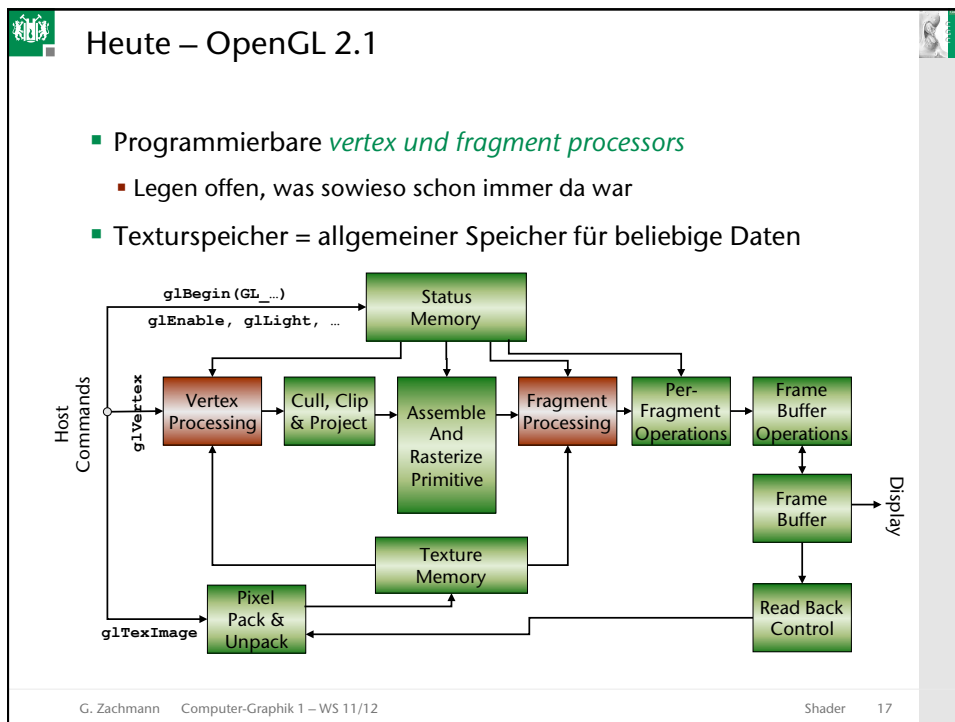 Heute – OpenGL 2.1
Programmierbare vertex und fragment processors
Legen offen, was sowieso schon immer da war
Texturspeicher = allgemeiner Speicher für beliebige Daten
glBegin(GL_…)
glEnable, glLight, …
Status
Memory
Host
Commands
glVertex
Vertex
Processing
Cull, Clip
& Project
Assemble
And
Rasterize
Primitive
Fragment
Processing
Per-
Fragment
Operations
Frame
Buffer
Operations
Frame
Buffer
Display
Texture
Memory
Pixel
Pack &
Unpack
glTexImage
Read Back
Control
G. Zachmann Computer-Graphik 1 – WS 11/12
Shader 17